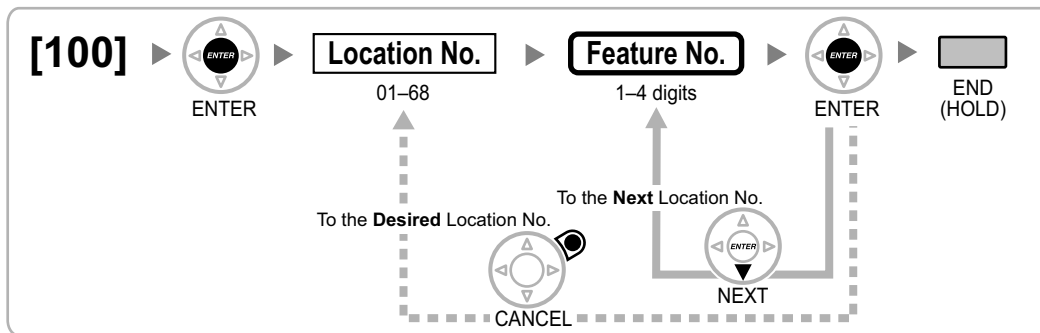 [100]
ENTER
ENTER
Location No.
01–68
Feature No.
1–4 digits
ENTER
ENTER
END
(HOLD)
To the Desired Location No.
CANCEL
To the Next Location No.
ENTER
NEXT